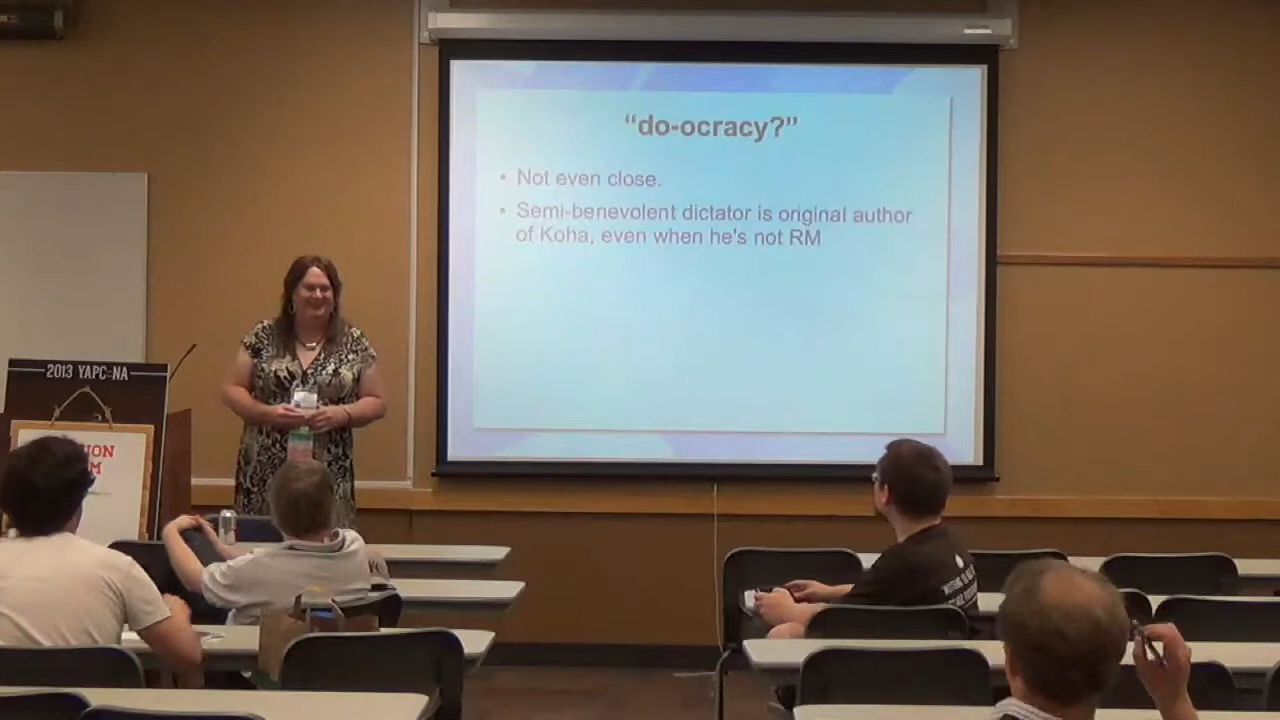 “do-ocracy?”
• Not even close.
• Semi-benevolent dictator is original author
of Koha, even when he's not RM
2013 YAPC::NA